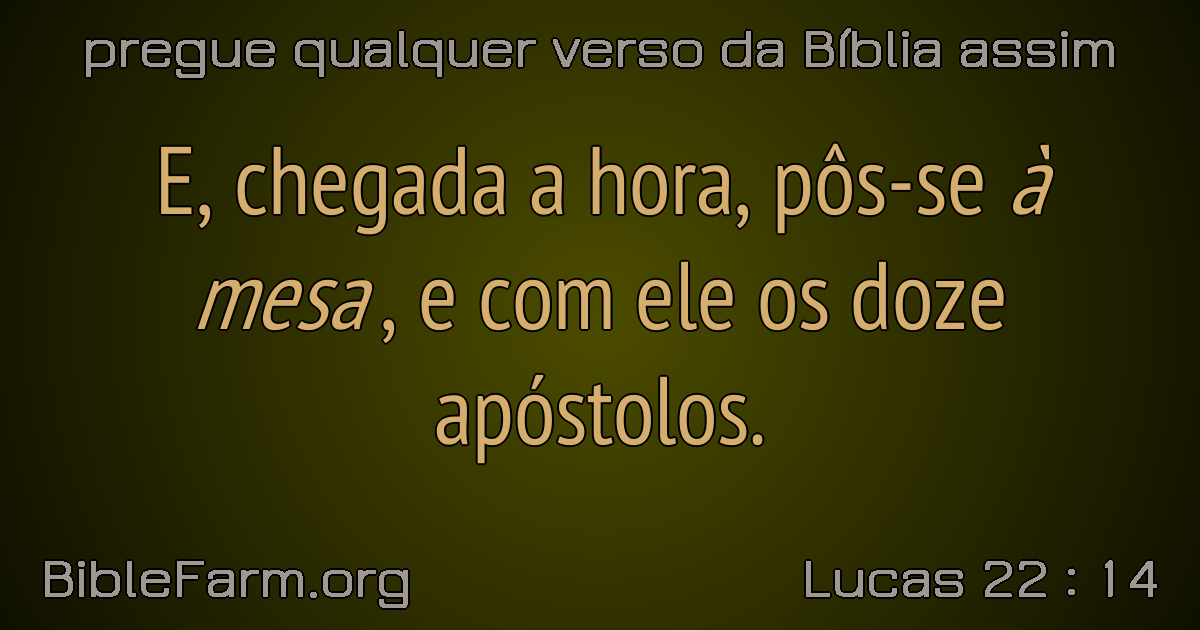 pregue qualquer verso da Bíblia assim
E, chegada a hora, pôs-se à
mesa, e com ele os doze
apóstolos.
BibleFarm.org
Lucas 22 : 14